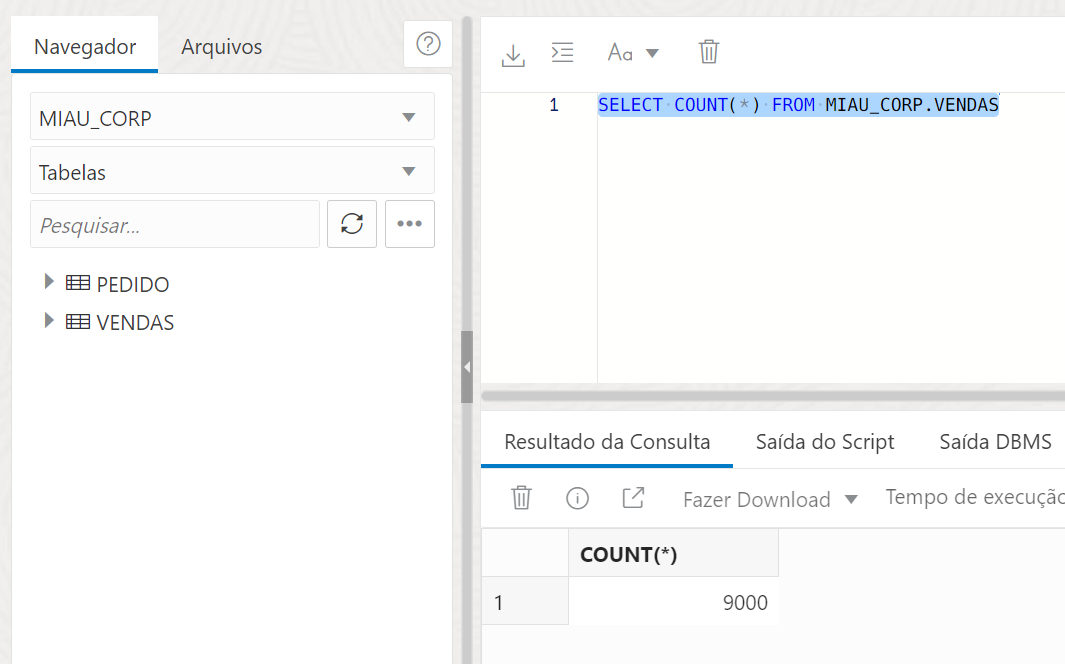 Navegador
Arquivos
MIAU_CORP
Tabelas
Pesquisar...
PEDIDO
VENDAS
Aa
1 SELECT COUNT(*) FROM MIAU_CORP.VENDAS
Resultado da Consulta
Saída do Script
Saída DBMS
Fazer Download
Tempo de execução
COUNT(*)
1 9000